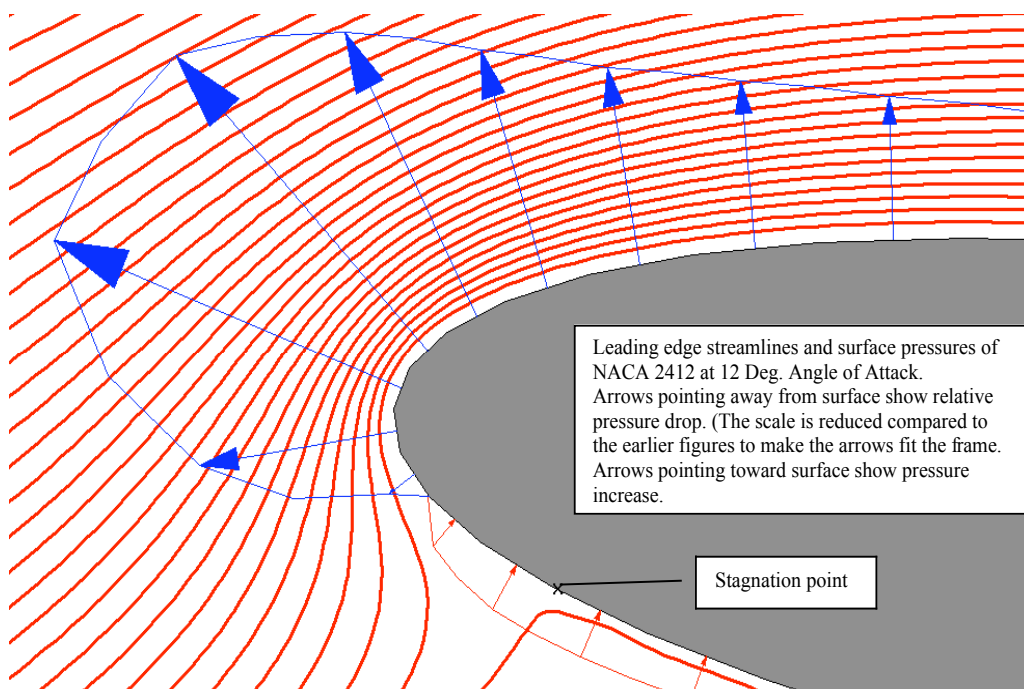 Leading edge streamlines and surface pressures of
NACA 2412 at 12 Deg. Angle of Attack.
Arrows pointing away from surface show relative
pressure drop. (The scale is reduced compared to
the earlier figures to make the arrows fit the frame.
Arrows pointing toward surface show pressure
increase.
Stagnation point